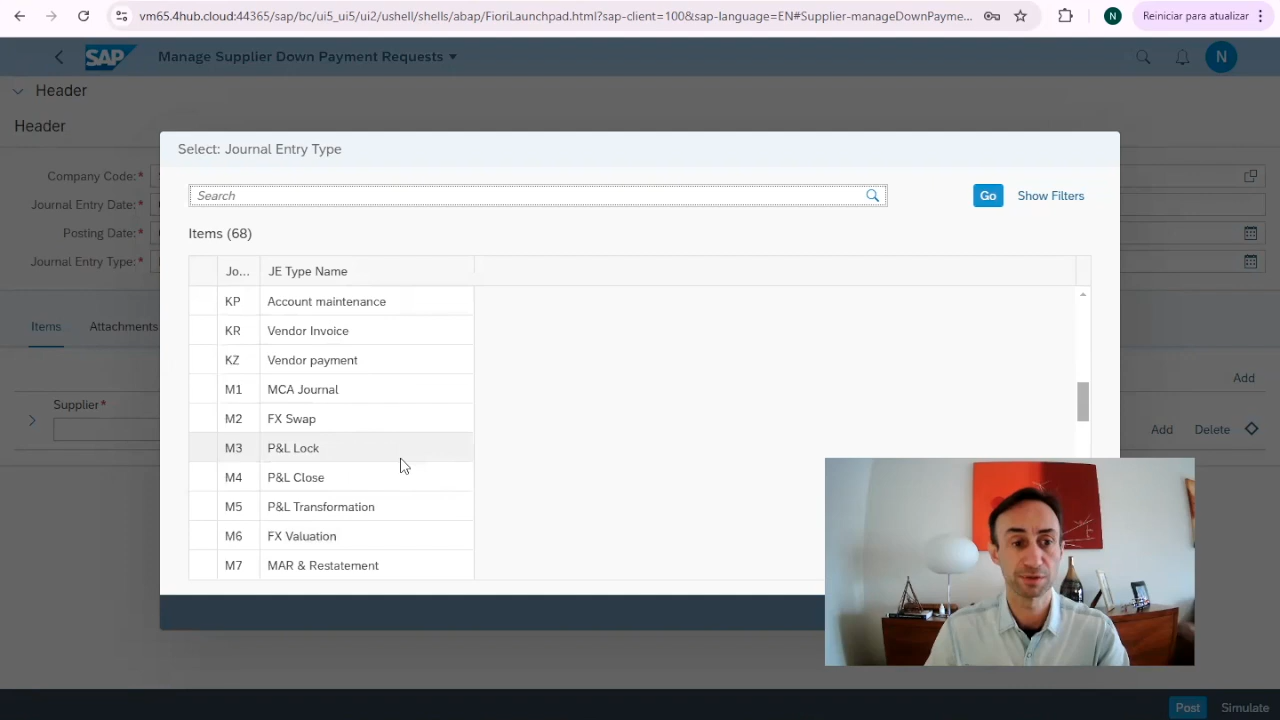 vm65.4hub.cloud:44365/sap/bc/ui5_ui5/ui2/ushell/shells/abap/FioriLaunchpad.html?sap-client=100&sap-language=EN#Supplier-manageDownPayme... N Reiniciar para atualizar
SAP Manage Supplier Down Payment Requests N
Header
Header
Company Code:*
Journal Entry Date:*
Posting Date:*
Journal Entry Type:*
Items Attachments
Add
Supplier*
Add Delete
Select: Journal Entry Type
Search Go Show Filters
Items (68)
Jo... JE Type Name
KP Account maintenance
KR Vendor Invoice
KZ Vendor payment
M1 MCA Journal
M2 FX Swap
M3 P&L Lock
M4 P&L Close
M5 P&L Transformation
M6 FX Valuation
M7 MAR & Restatement
Post Simulate